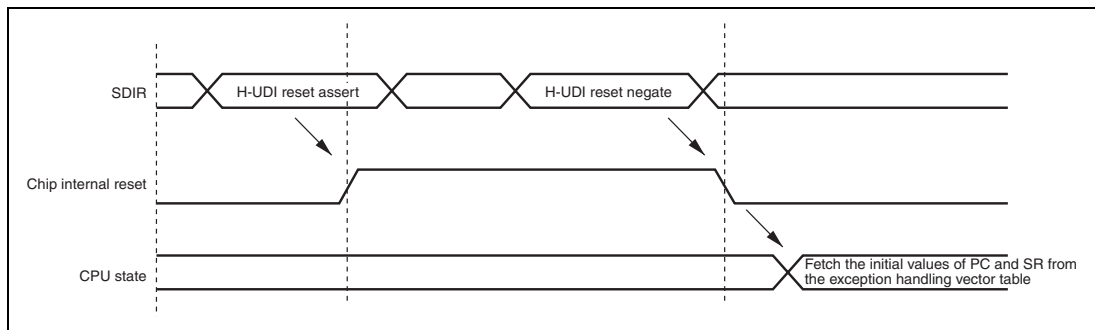 SDIR
H-UDI reset assert
H-UDI reset negate
Chip internal reset
CPU state
Fetch the initial values of PC and SR from
the exception handling vector table